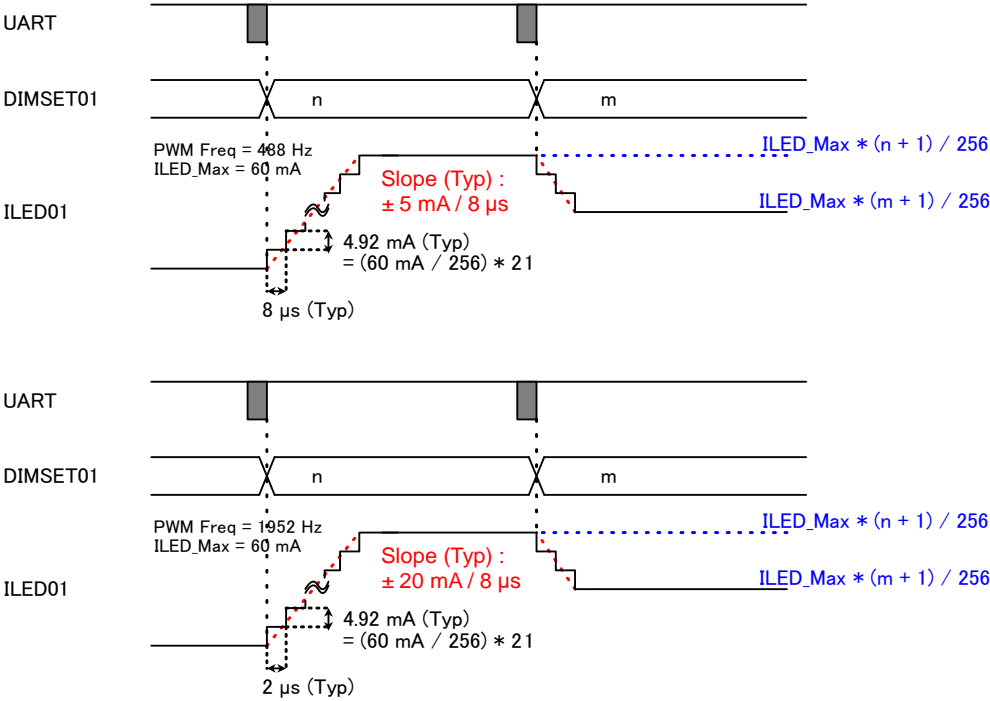 UART
DIMSET01
n
m
PWM Freq = 488 Hz
ILED_Max = 60 mA
ILED_Max * (n + 1) / 256
Slope (Typ) :
± 5 mA / 8 µs
ILED_Max * (m + 1) / 256
ILED01
4.92 mA (Typ)
= (60 mA / 256) * 21
8 µs (Typ)
UART
DIMSET01
n
m
PWM Freq = 1952 Hz
ILED_Max = 60 mA
ILED_Max * (n + 1) / 256
Slope (Typ) :
± 20 mA / 8 µs
ILED_Max * (m + 1) / 256
ILED01
4.92 mA (Typ)
= (60 mA / 256) * 21
2 µs (Typ)